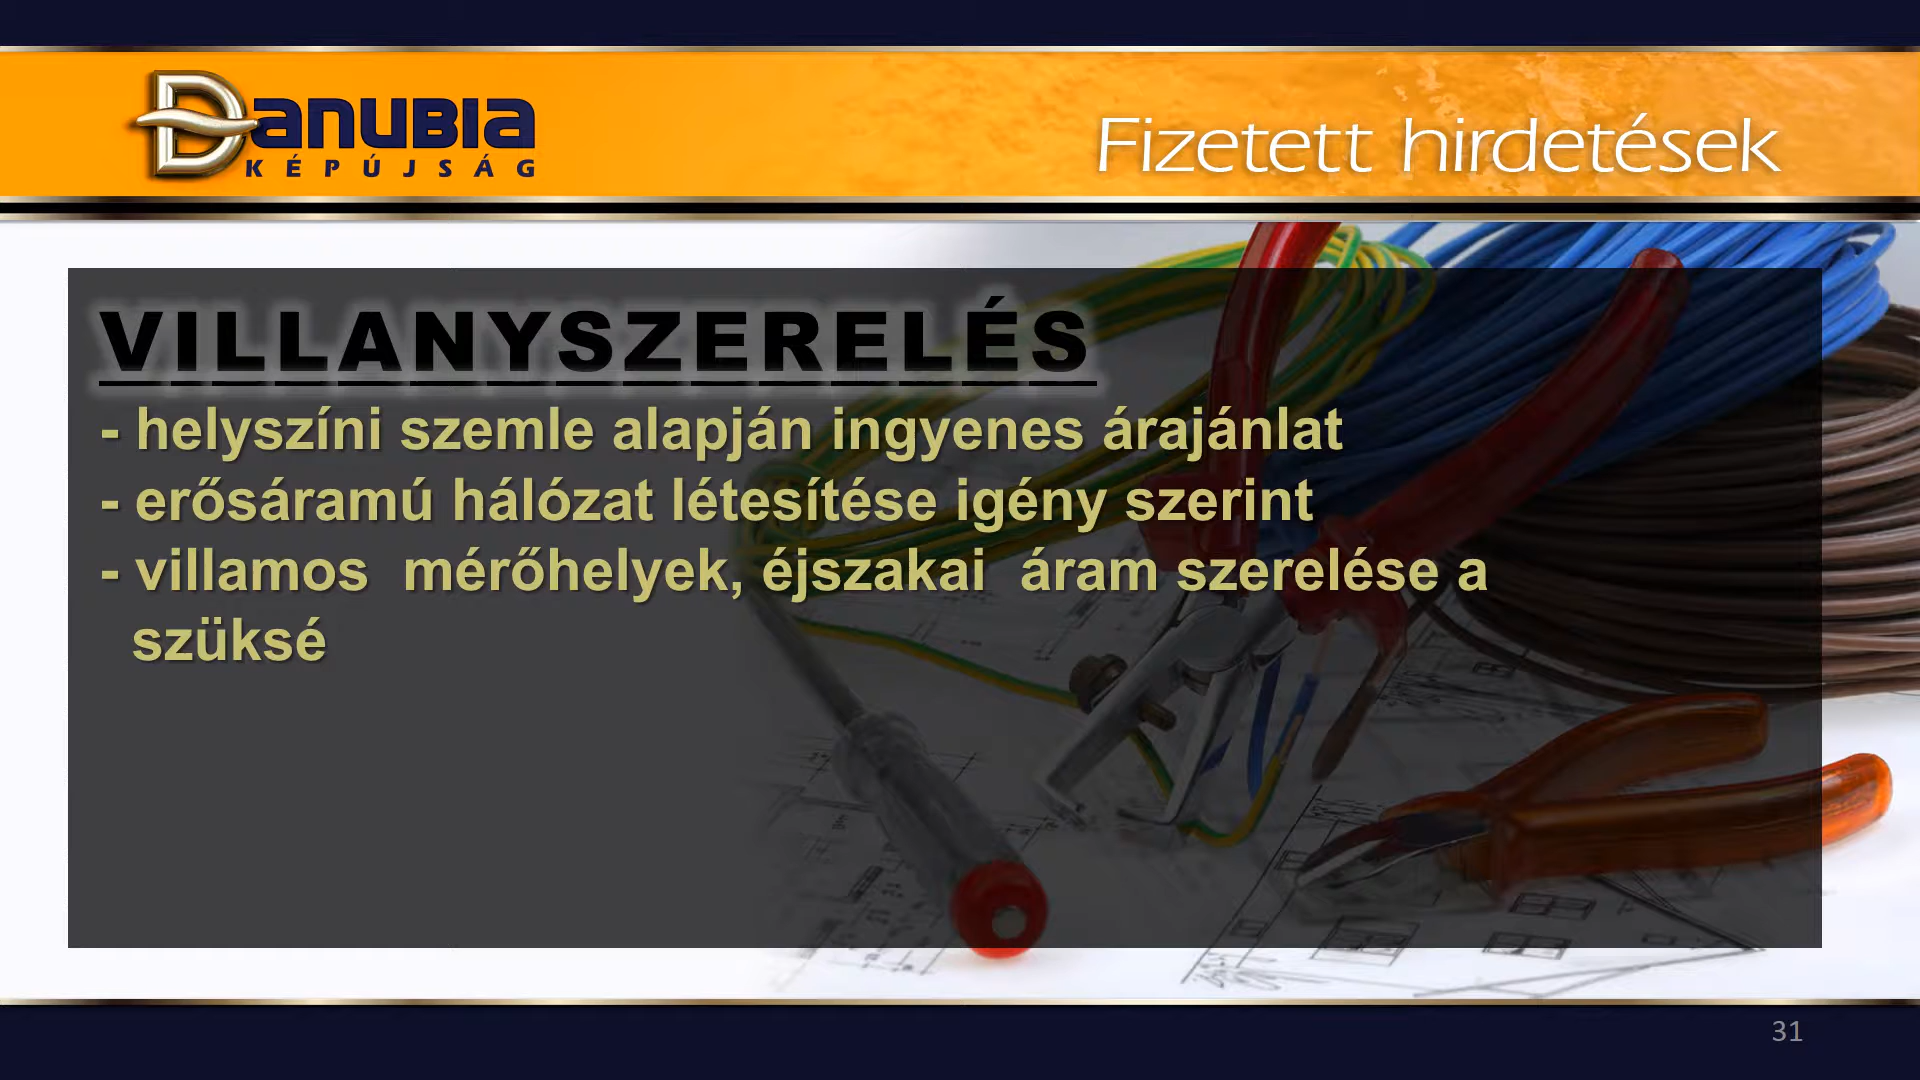 DANUBIA
KÉPÚJSÁG
Fizetett hirdetések
VILLANYSZERELÉS
- helyszíni szemle alapján ingyenes árajánlat
- erősáramú hálózat létesítése igény szerint
- villamos  mérőhelyek, éjszakai  áram szerelése a
szüksé
31